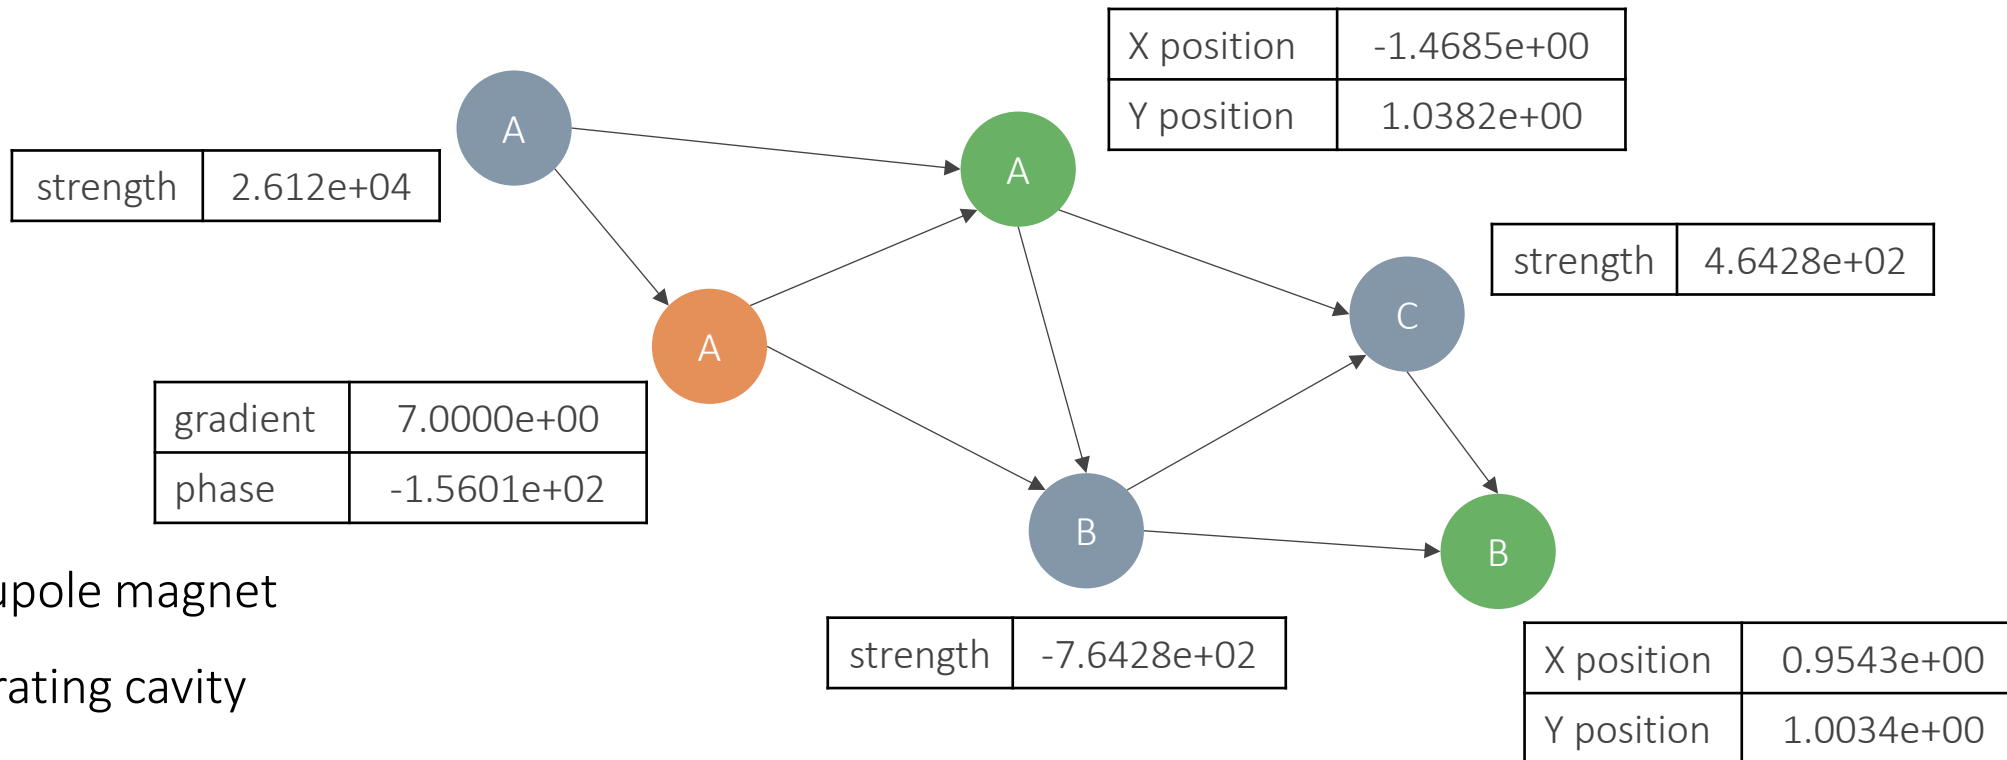 A
A
X position -1.4685e+00
Y position 1.0382e+00
strength 2.612e+04
strength 4.6428e+02
C
A
gradient 7.0000e+00
phase -1.5601e+02
B
B
upole magnet
rating cavity
strength -7.6428e+02
X position 0.9543e+00
Y position 1.0034e+00